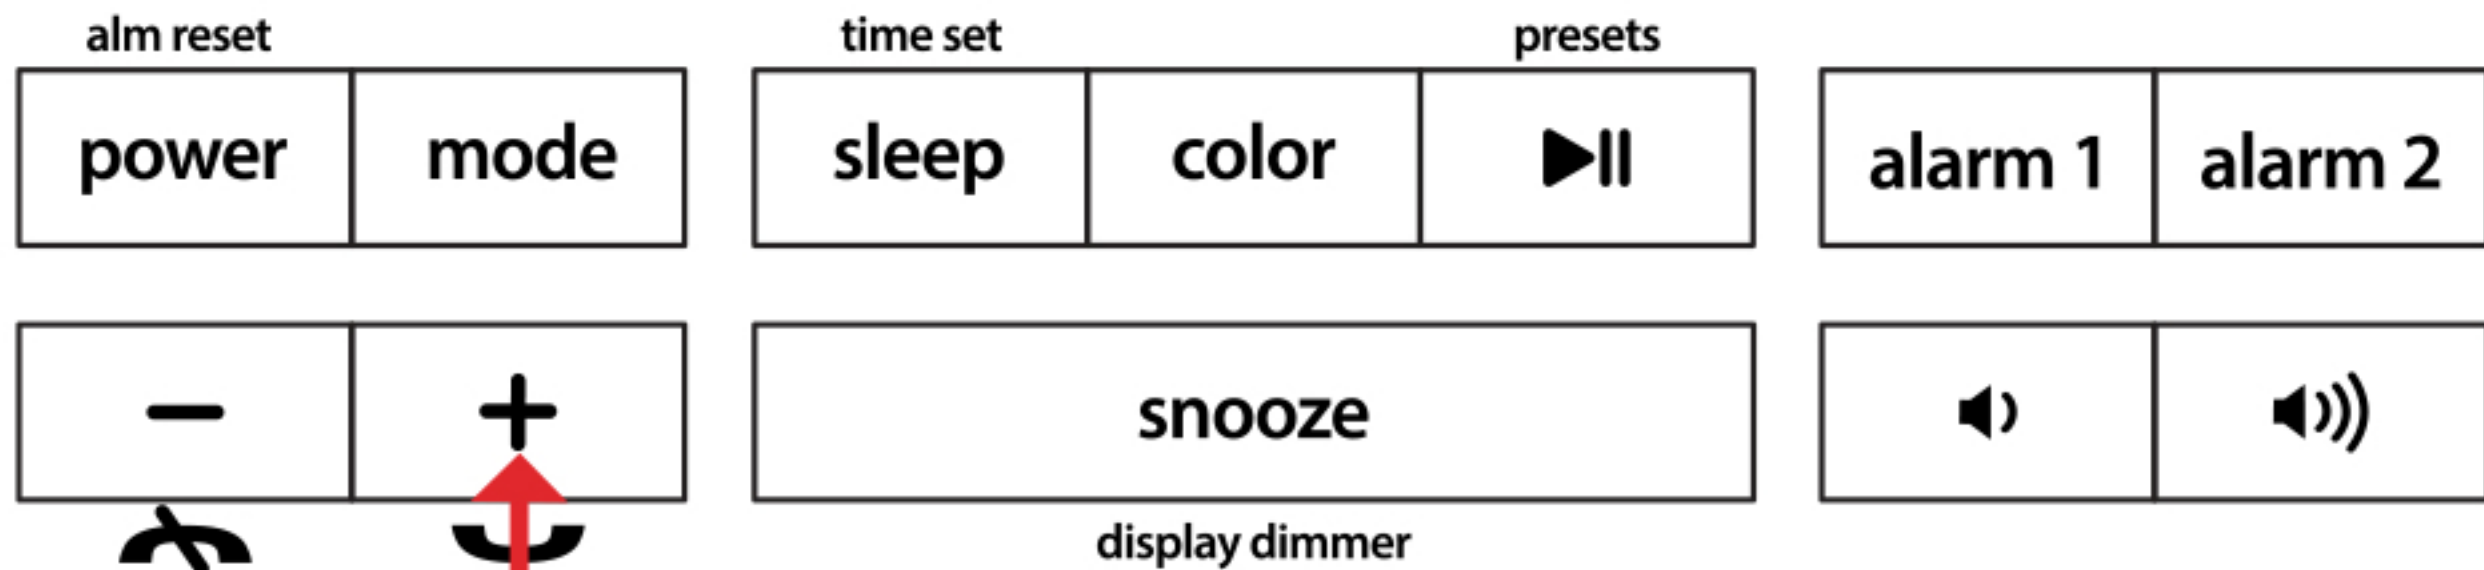 alm reset time set presets
power mode sleep color alarm 1 alarm 2
− + snooze
display dimmer